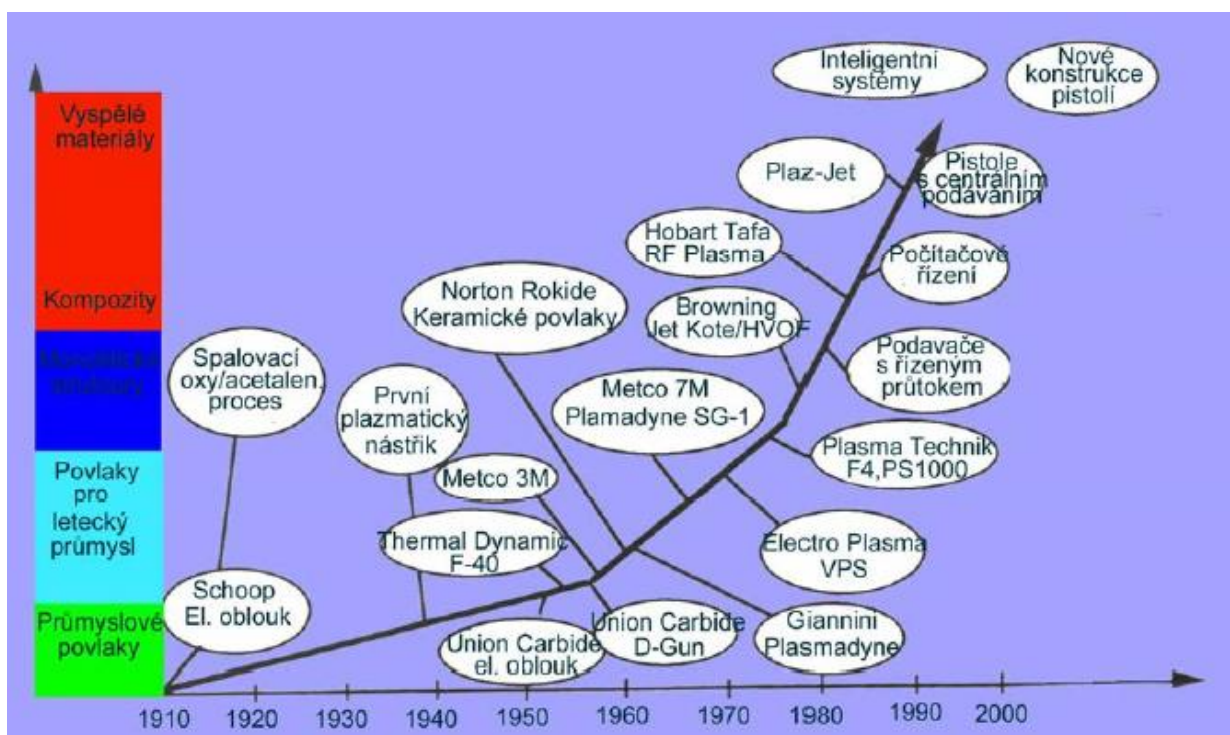 Inteligentní
systémy
Nové
konstrukce
pistolí
Vyspělé
materiály
Plaz-Jet
Pistole
s centrálním
podáváním
Hobart Tafa
RF Plasma
Počítačové
řízení
Kompozity
Norton Rokide
Keramické povlaky
Browning
Jet Kote/HVOF
Spalovací
oxy/acetalen.
proces
Podavače
s řízeným
průtokem
První
plazmatický
nástřik
Metco 7M
Plamadyne SG-1
Plasma Technik
F4,PS1000
Povlaky
pro
letecký
průmysl
Metco 3M
Thermal Dynamic
F-40
Electro Plasma
VPS
Schoop
El. oblouk
Průmyslové
povlaky
Union Carbide
el. oblouk
Union Carbide
D-Gun
Giannini
Plasmadyne
1910 1920 1930 1940 1950 1960 1970 1980 1990 2000